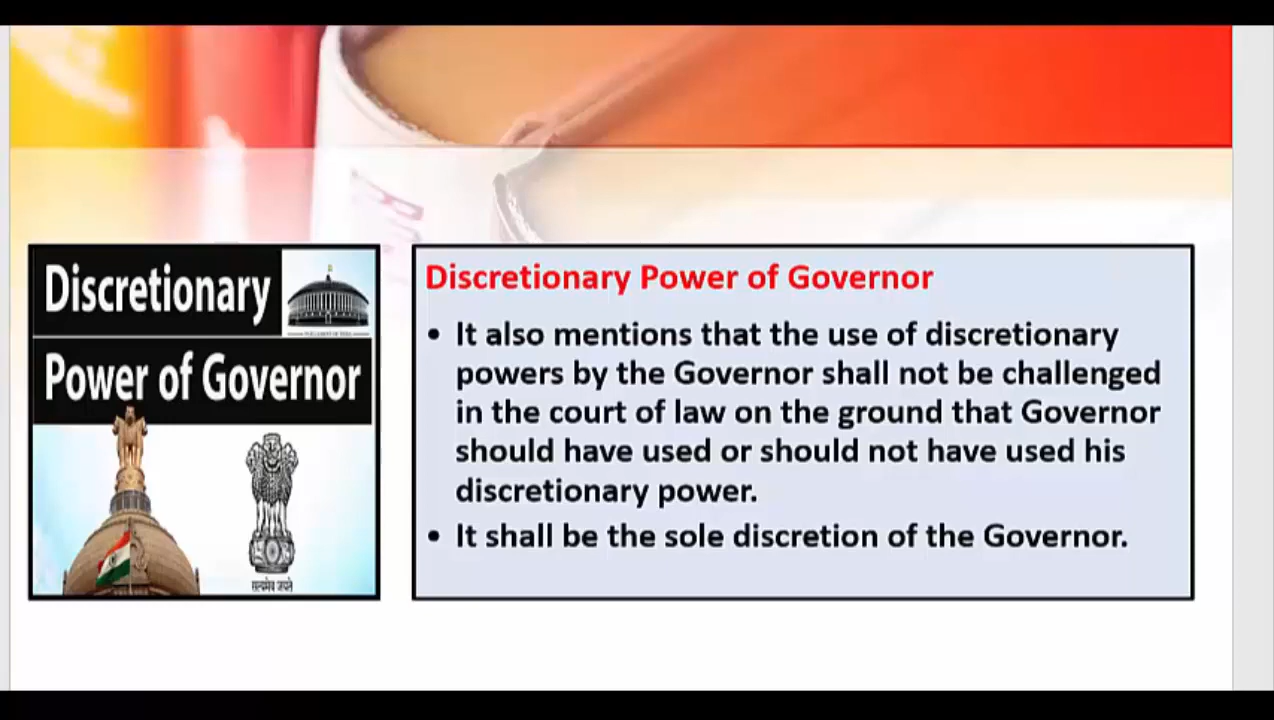 Discretionary
PARLIAMENT OF INDIA
Power of Governor
सत्यमेव जयते
Discretionary Power of Governor
• It also mentions that the use of discretionary
powers by the Governor shall not be challenged
in the court of law on the ground that Governor
should have used or should not have used his
discretionary power.
• It shall be the sole discretion of the Governor.